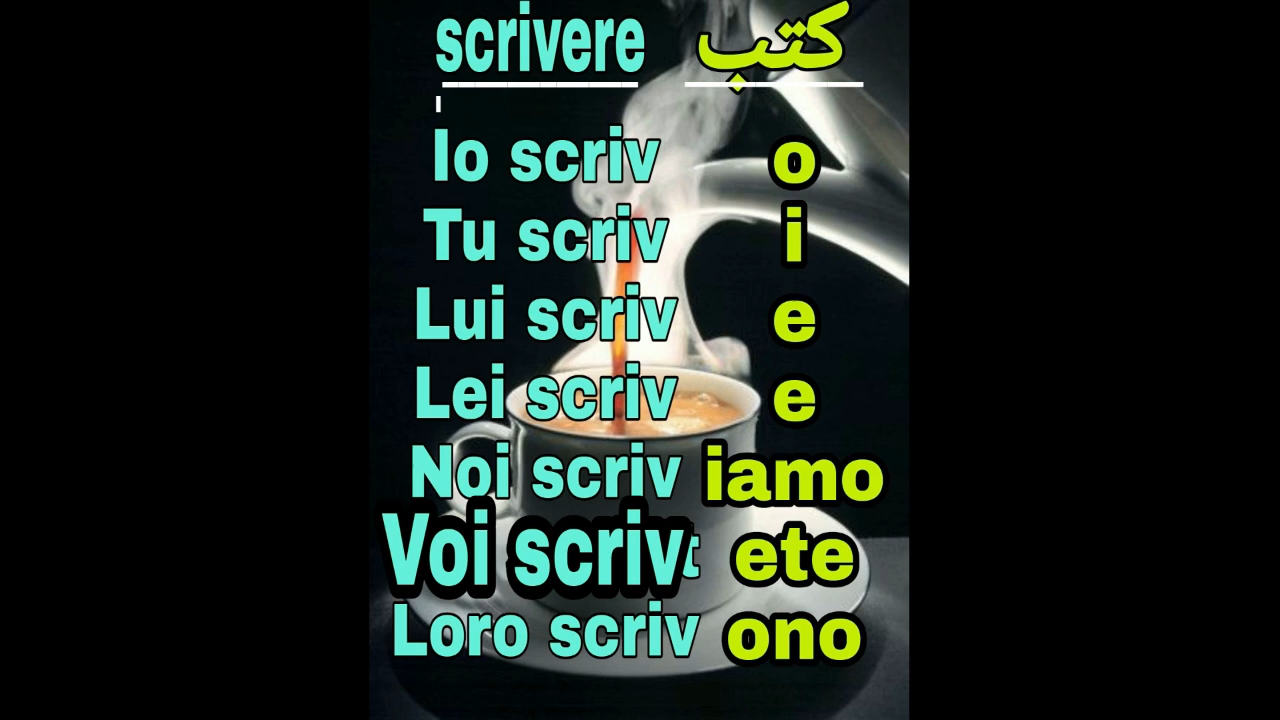 scrivere كتب
Io scriv o
Tu scriv i
Lui scriv e
Lei scriv e
Noi scriv iamo
Voi scriv ete
Loro scriv ono